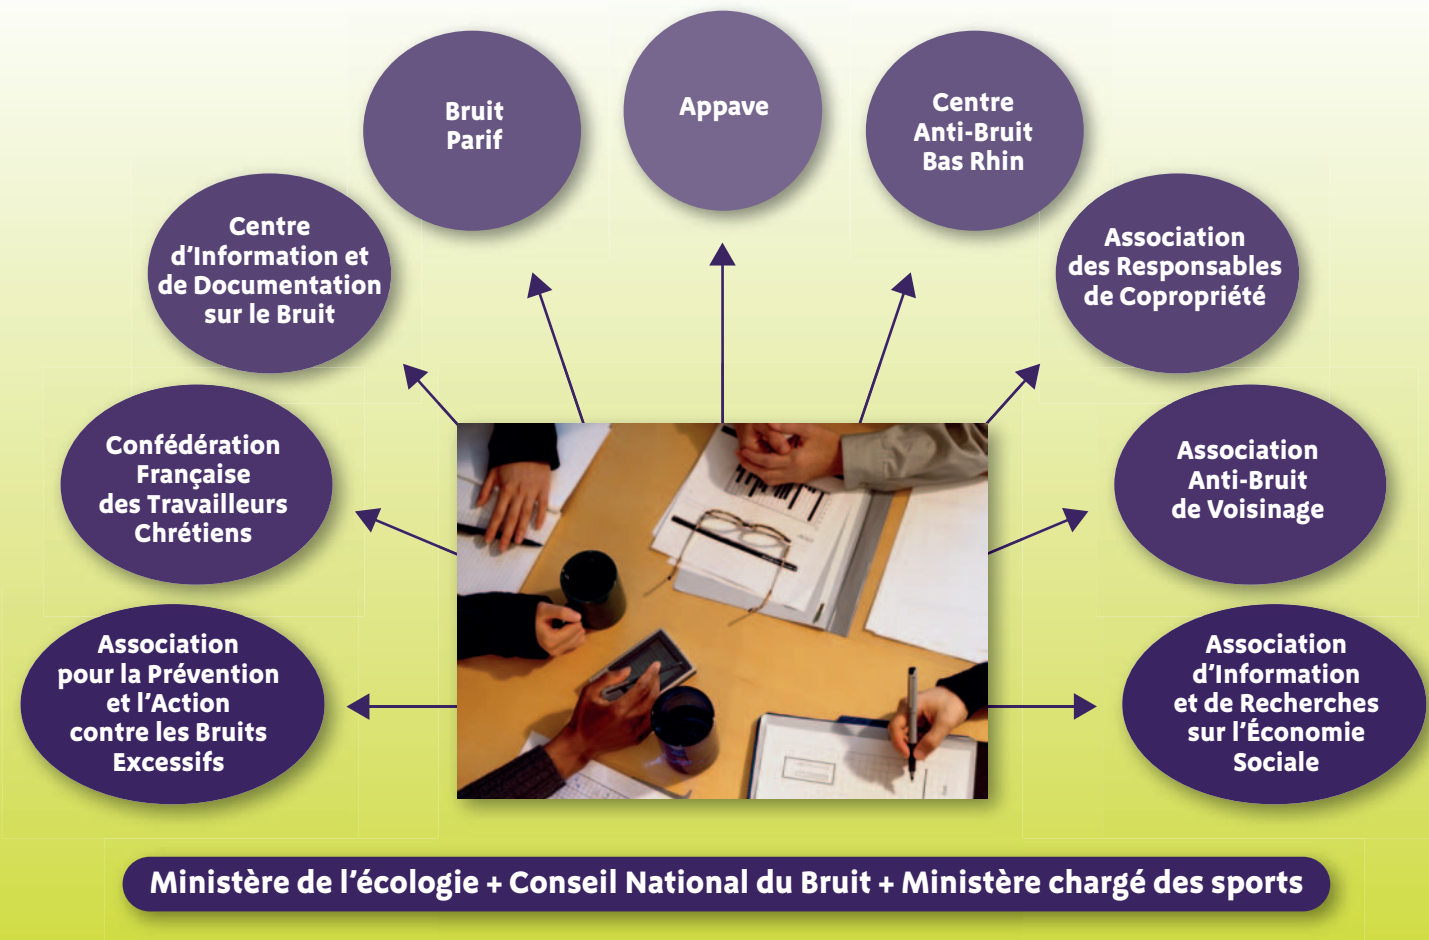 Bruit
Parif
Appave
Centre
Anti-Bruit
Bas Rhin
Centre
d'Information et
de Documentation
sur le Bruit
Association
des Responsables
de Copropriété
Confédération
Française
des Travailleurs
Chrétiens
Association
Anti-Bruit
de Voisinage
Association
pour la Prévention
et l'Action
contre les Bruits
Excessifs
Association
d'Information
et de Recherches
sur l'Économie
Sociale
Ministère de l'écologie + Conseil National du Bruit + Ministère chargé des sports